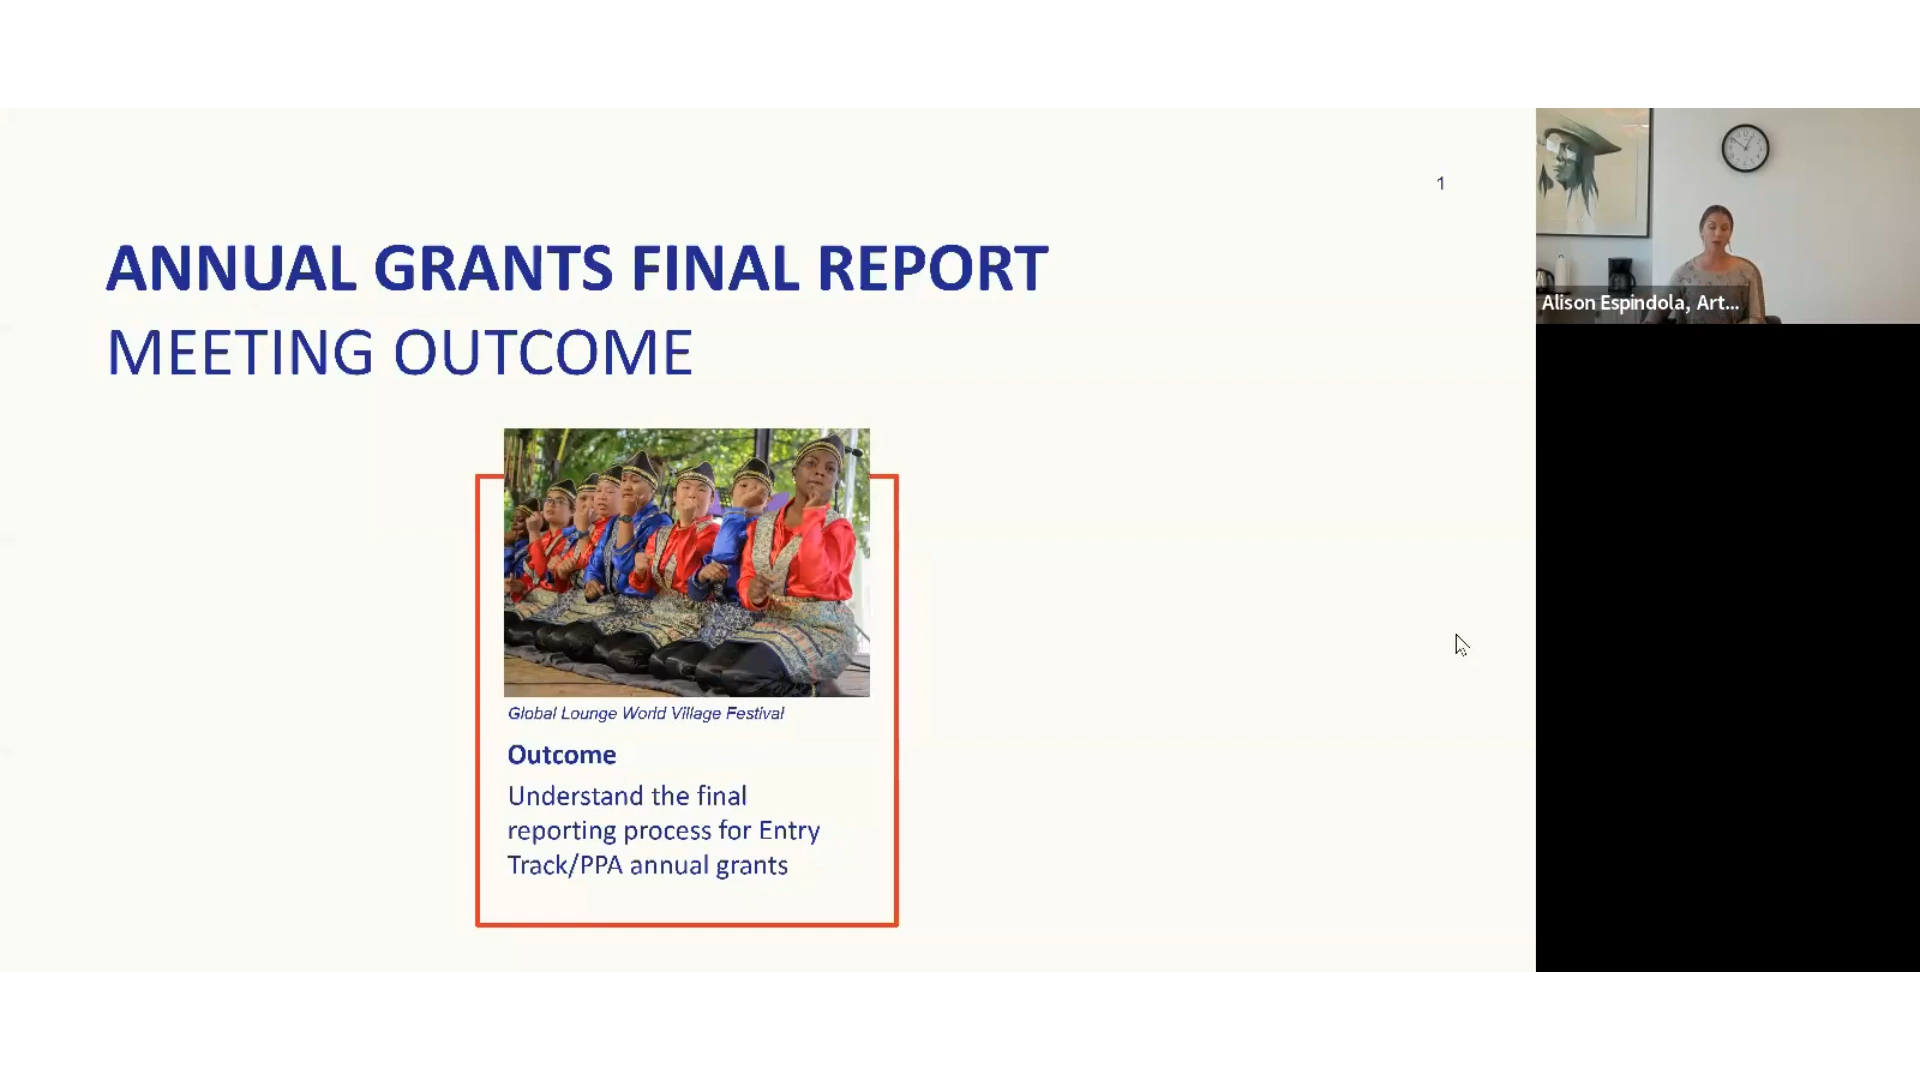 1
ANNUAL GRANTS FINAL REPORT
MEETING OUTCOME
Global Lounge World Village Festival
Outcome
Understand the final
reporting process for Entry
Track/PPA annual grants
Alison Espindola, Art...